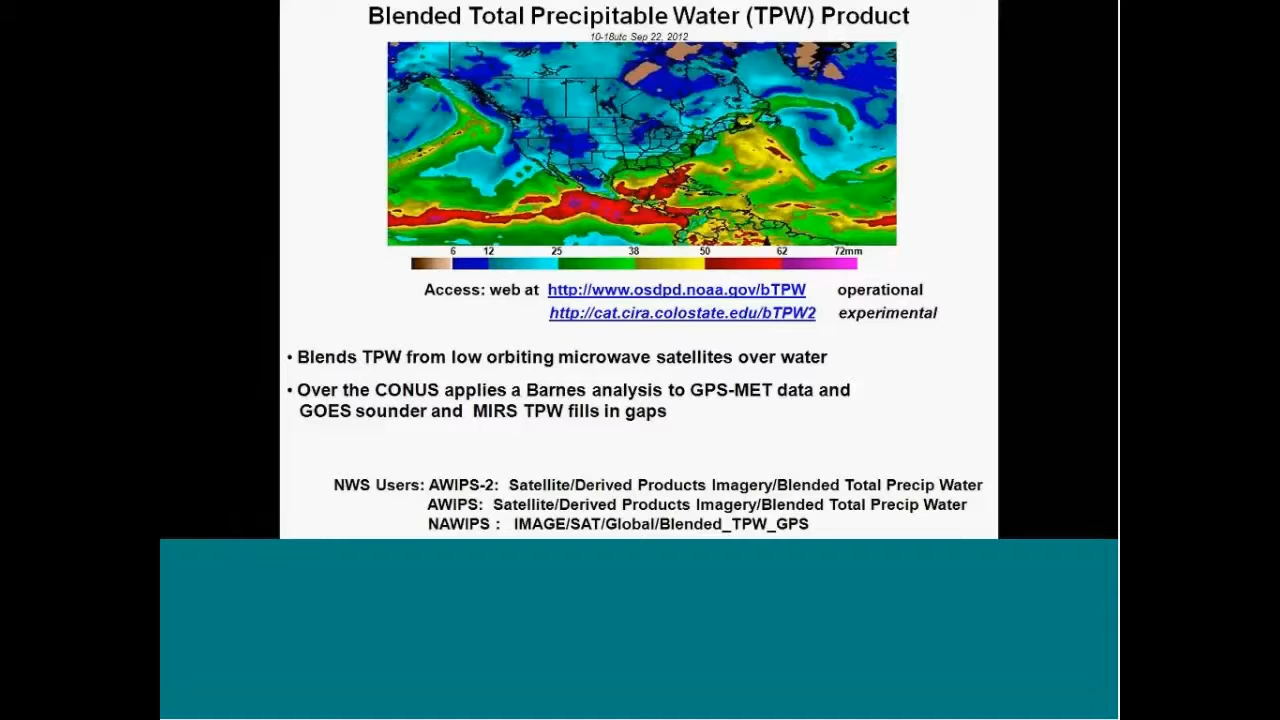 Blended Total Precipitable Water (TPW) Product
10-18utc Sep 22, 2012
6 12 25 38 50 62 72mm
Access: web at http://www.osdpd.noaa.gov/bTPW operational
http://cat.cira.colostate.edu/bTPW2 experimental
• Blends TPW from low orbiting microwave satellites over water
• Over the CONUS applies a Barnes analysis to GPS-MET data and
GOES sounder and MIRS TPW fills in gaps
NWS Users: AWIPS-2: Satellite/Derived Products Imagery/Blended Total Precip Water
AWIPS: Satellite/Derived Products Imagery/Blended Total Precip Water
NAWIPS : IMAGE/SAT/Global/Blended_TPW_GPS